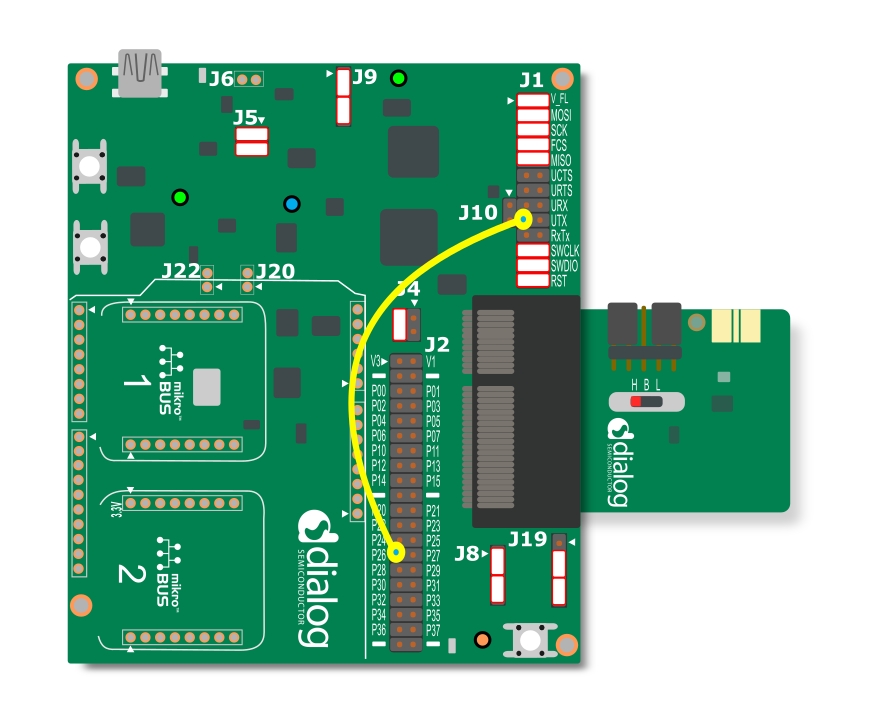 J6
J9
J1
V_FL
MOSI
SCK
FCS
MISO
UCTS
URTS
URX
UTX
RxTx
SWCLK
SWDIO
RST
J5
J10
J22
J20
J4
J2
V3
V1
P00
P01
P02
P03
P04
P05
P06
P07
P10
P11
P12
P13
P14
P15
P20
P21
P23
P24
P25
P26
P27
P28
P29
P30
P31
P32
P33
P34
P35
P36
P37
1
mikro™
BUS
3.3V
2
mikro™
BUS
dialog
SEMICONDUCTOR
J8
J19
H B L
dialog
SEMICONDUCTOR